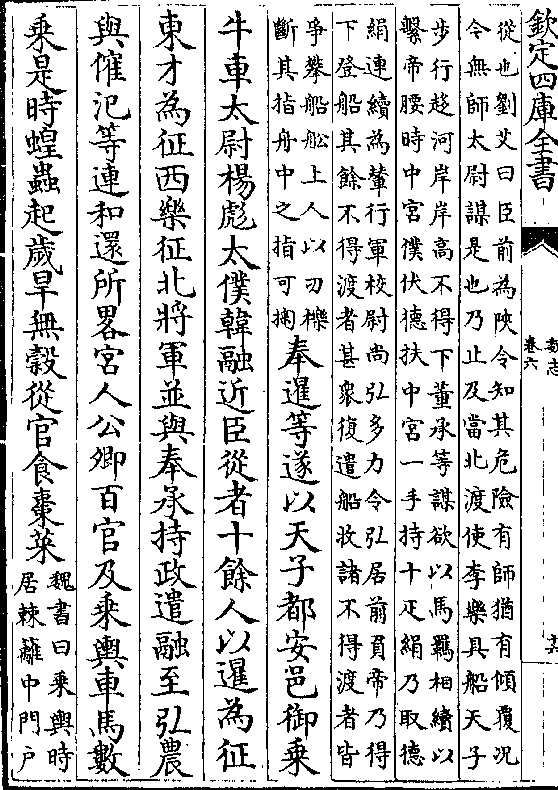 欽定四庫全書
魏志
卷六
從也劉艾曰臣前為陜令知其危險有師猶有傾覆況
令無師太尉謀是也乃止及當北渡使李樂具船天子
步行趍河岸岸高不得下董承等謀欲以馬羈相續以
繫帝腰時中宮僕伏德扶中宮一手持十疋絹乃取德
絹連續為輦行軍校尉尚弘多力令弘居前負帝乃得
下登船其餘不得渡者甚衆復遣船收諸不得渡者皆
爭攀船船上人以刃櫟
斷其指舟中之指可掬
奉暹等遂以天子都安邑御乘
牛車太尉楊彪太僕韓融近臣從者十餘人以暹為征
東才為征西樂征北將軍並與奉承持政遣融至弘農
與傕汜等連和還所畧宮人公卿百官及乘輿車馬數
乘是時蝗蟲起歲旱無穀從官食棗菜
魏書曰乘輿時
居棘籬中門戶